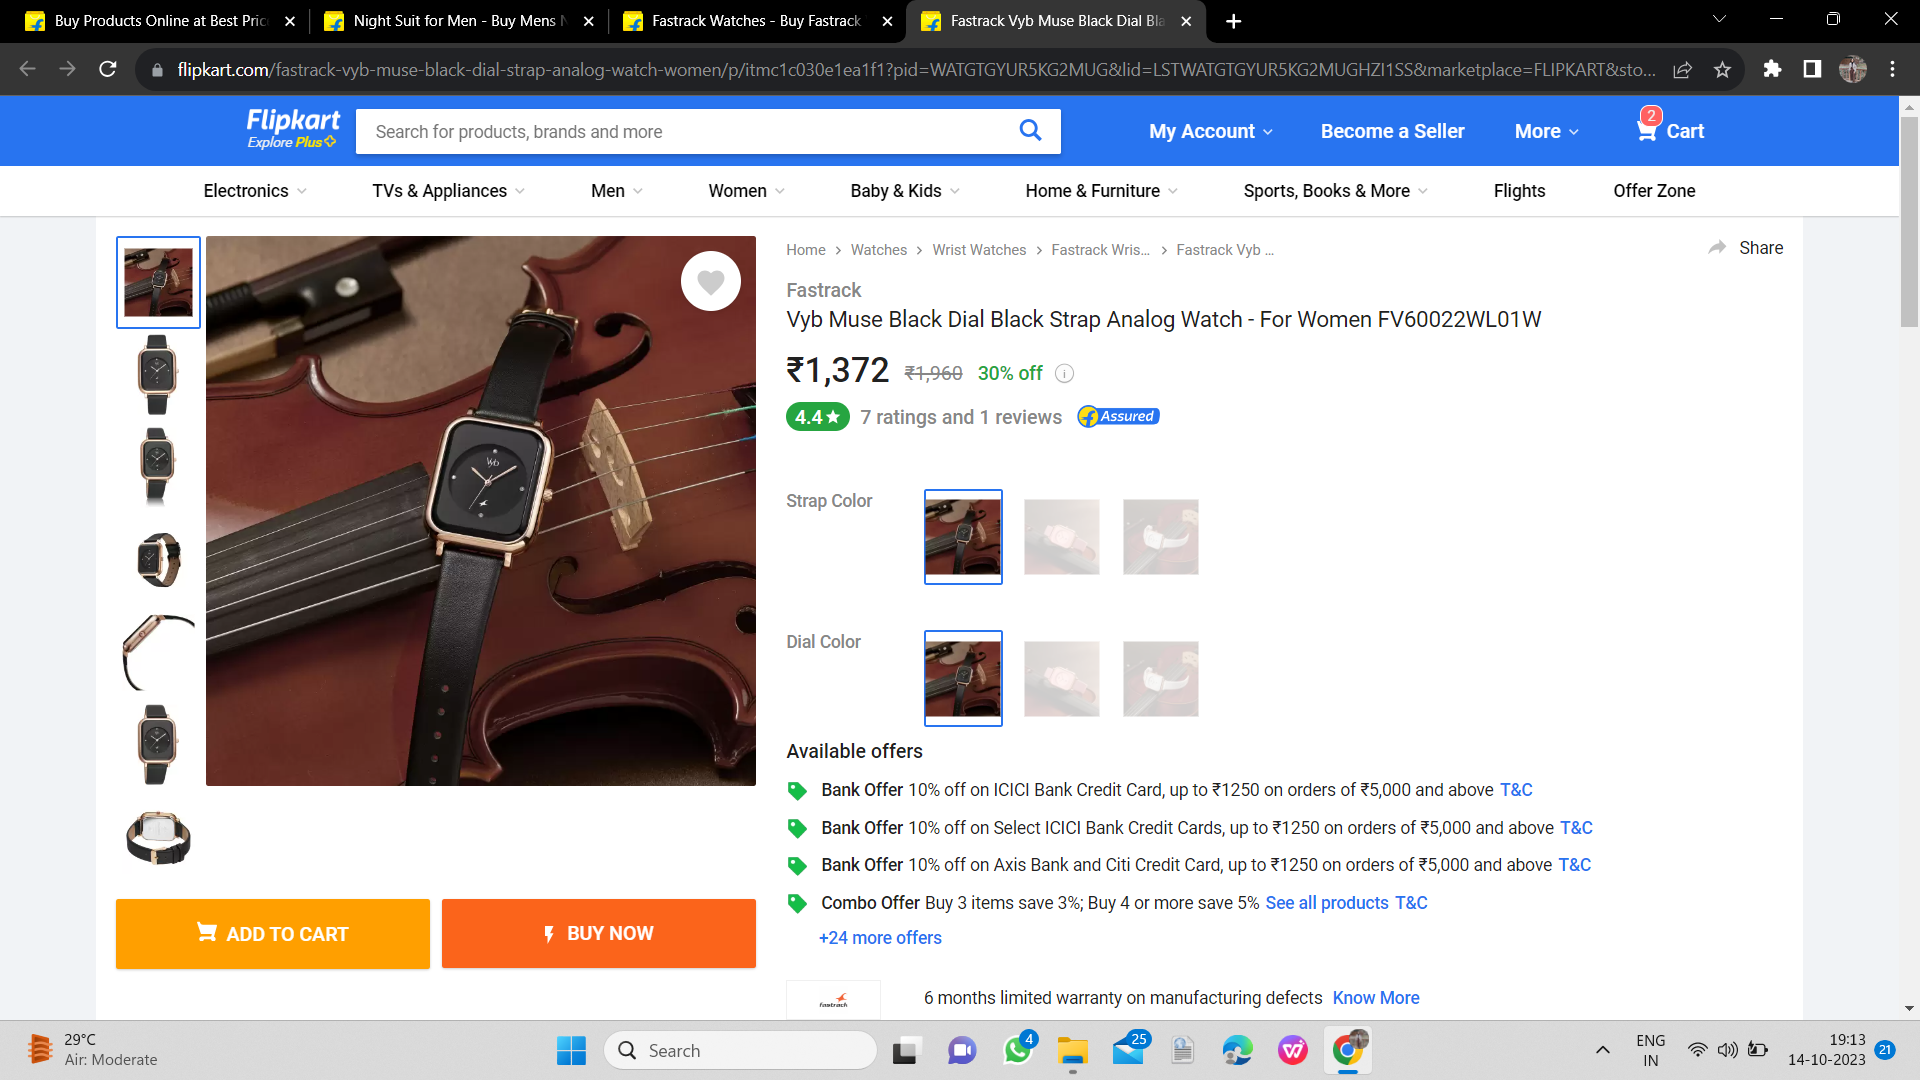 Buy Products Online at Best Pric
Night Suit for Men - Buy Mens N
Fastrack Watches - Buy Fastrack
Fastrack Vyb Muse Black Dial Bla
flipkart.com/fastrack-vyb-muse-black-dial-strap-analog-watch-women/p/itmc1c030e1ea1f1?pid=WATGTGYUR5KG2MUG&lid=LSTWATGTGYUR5KG2MUGHZI1SS&marketplace=FLIPKART&sto...
Flipkart
Explore Plus
Search for products, brands and more
My Account
Become a Seller
More
2
Cart
Electronics
TVs & Appliances
Men
Women
Baby & Kids
Home & Furniture
Sports, Books & More
Flights
Offer Zone
Home
Watches
Wrist Watches
Fastrack Wris...
Fastrack Vyb ...
Share
Fastrack
Vyb Muse Black Dial Black Strap Analog Watch - For Women FV60022WL01W
₹1,372 ₹1,960 30% off
4.4 7 ratings and 1 reviews Assured
Vyb
Strap Color
Dial Color
Available offers
Bank Offer 10% off on ICICI Bank Credit Card, up to ₹1250 on orders of ₹5,000 and above T&C
Bank Offer 10% off on Select ICICI Bank Credit Cards, up to ₹1250 on orders of ₹5,000 and above T&C
Bank Offer 10% off on Axis Bank and Citi Credit Card, up to ₹1250 on orders of ₹5,000 and above T&C
Combo Offer Buy 3 items save 3%; Buy 4 or more save 5% See all products T&C
+24 more offers
ADD TO CART
BUY NOW
fastrack
6 months limited warranty on manufacturing defects Know More
29°C
Air: Moderate
Search
4
25
ENG
IN
19:13
14-10-2023
21